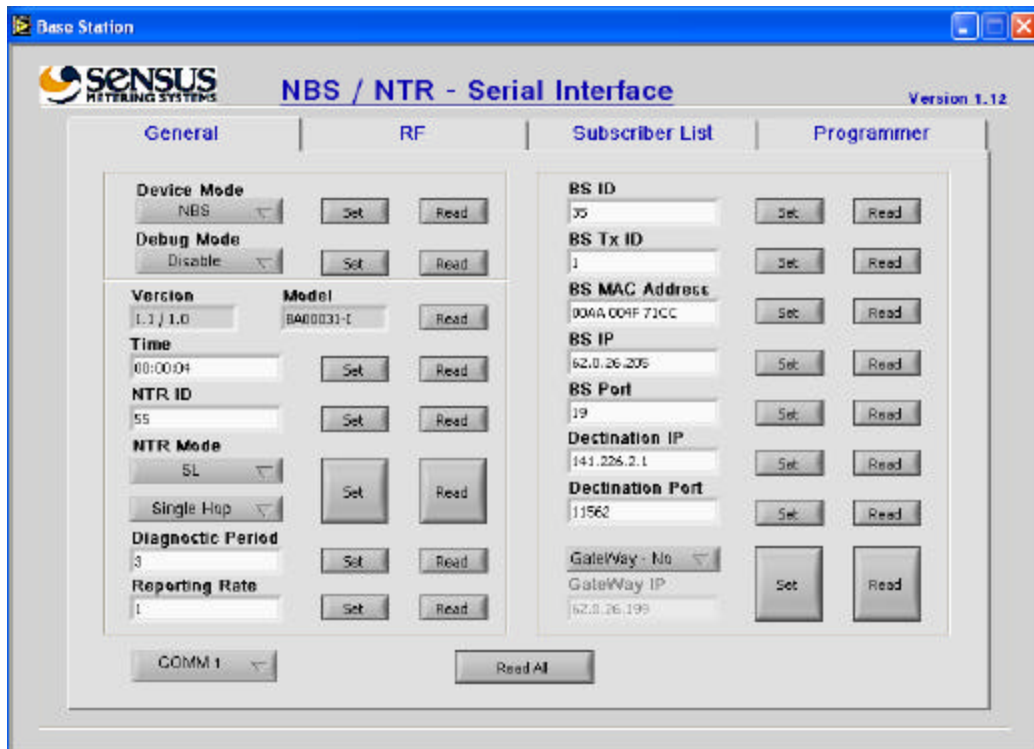 Base Station
SENSUS
METERING SYSTEMS
NBS / NTR - Serial Interface
Version 1.12
General RF Subscriber List Programmer
Device Mode
NBS Set Read
Debug Mode
Disable Set Read
Version Model
1.1 / 1.0 Read
Time
00:00:04 Set Read
NTR ID
55 Set Read
NTR Mode
SL
Single Hop
Set Read
Diagnostic Period
3 Set Read
Reporting Rate
1 Set Read
BS ID
35 Set Read
BS Tx ID
1 Set Read
BS MAC Address
00AA 004F 71CC Set Read
BS IP
62.0.26.205 Set Read
BS Port
19 Set Read
Dectination IP
141.226.2.1 Set Read
Dectination Port
11562 Set Read
GateWay - No
GateWay IP
62.0.26.199
Set Read
COMM 1 Read All